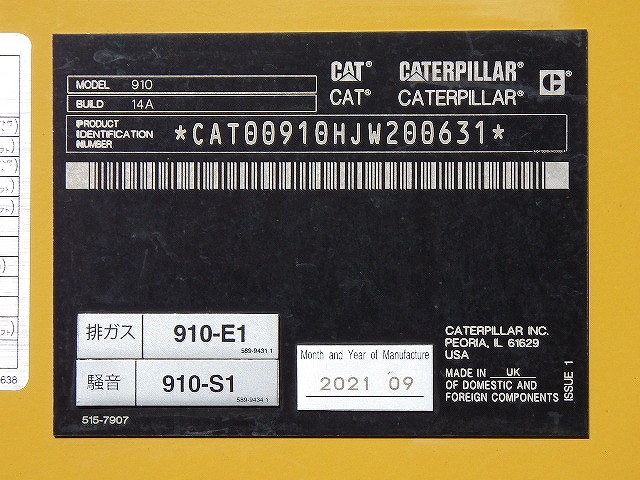 MODEL 910
BUILD 14A
CAT® CATERPILLAR®
CAT® CATERPILLAR®
PRODUCT IDENTIFICATION NUMBER *CAT00910HJW200631*
排ガス 910-E1
589-9431 1
騒音 910-S1
589-9434 1
515-7907
Month and Year of Manufacture
2021 09
CATERPILLAR INC.
PEORIA, IL 61629
USA
MADE IN UK
OF DOMESTIC AND
FOREIGN COMPONENTS
ISSUE 1
638